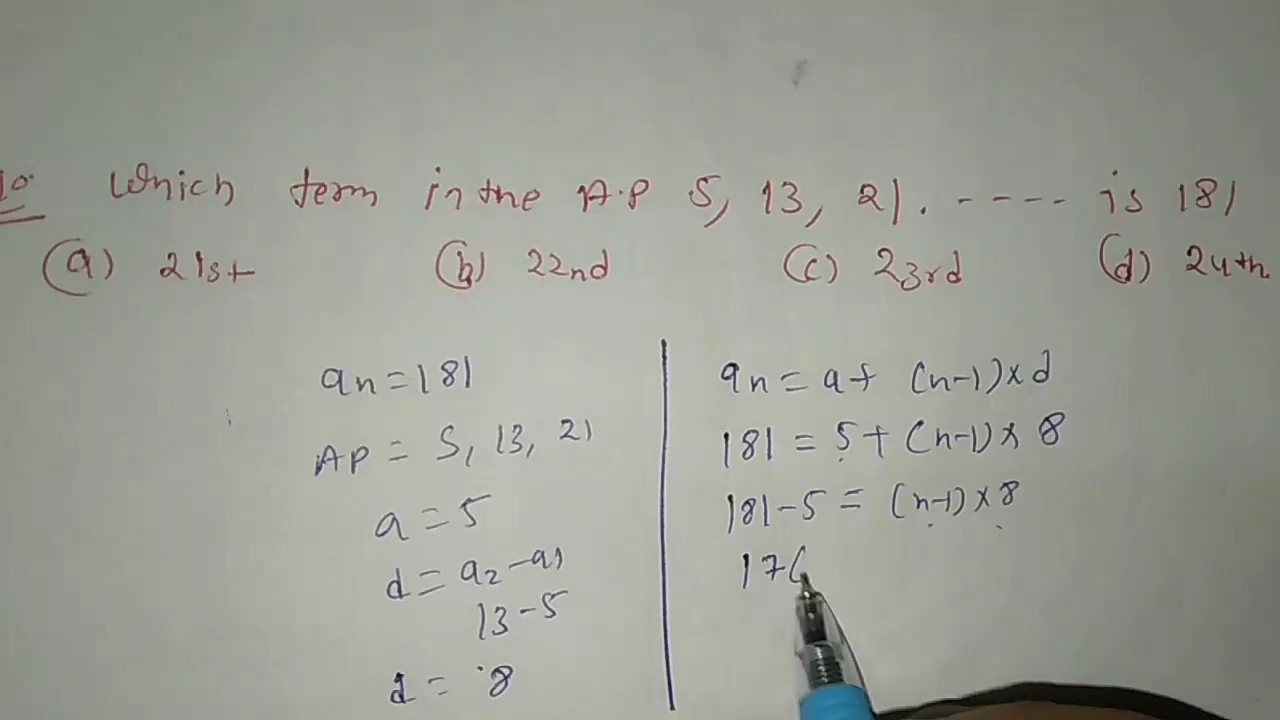 10. Which term in the A.P 5, 13, 21. ---- is 181
(a) 21st (b) 22nd (c) 23rd (d) 24th
an = 181
AP = 5, 13, 21
a = 5
d = a2 - a1
13 - 5
d = 8
an = a + (n-1) x d
181 = 5 + (n-1) x 8
181 - 5 = (n-1) x 8
17